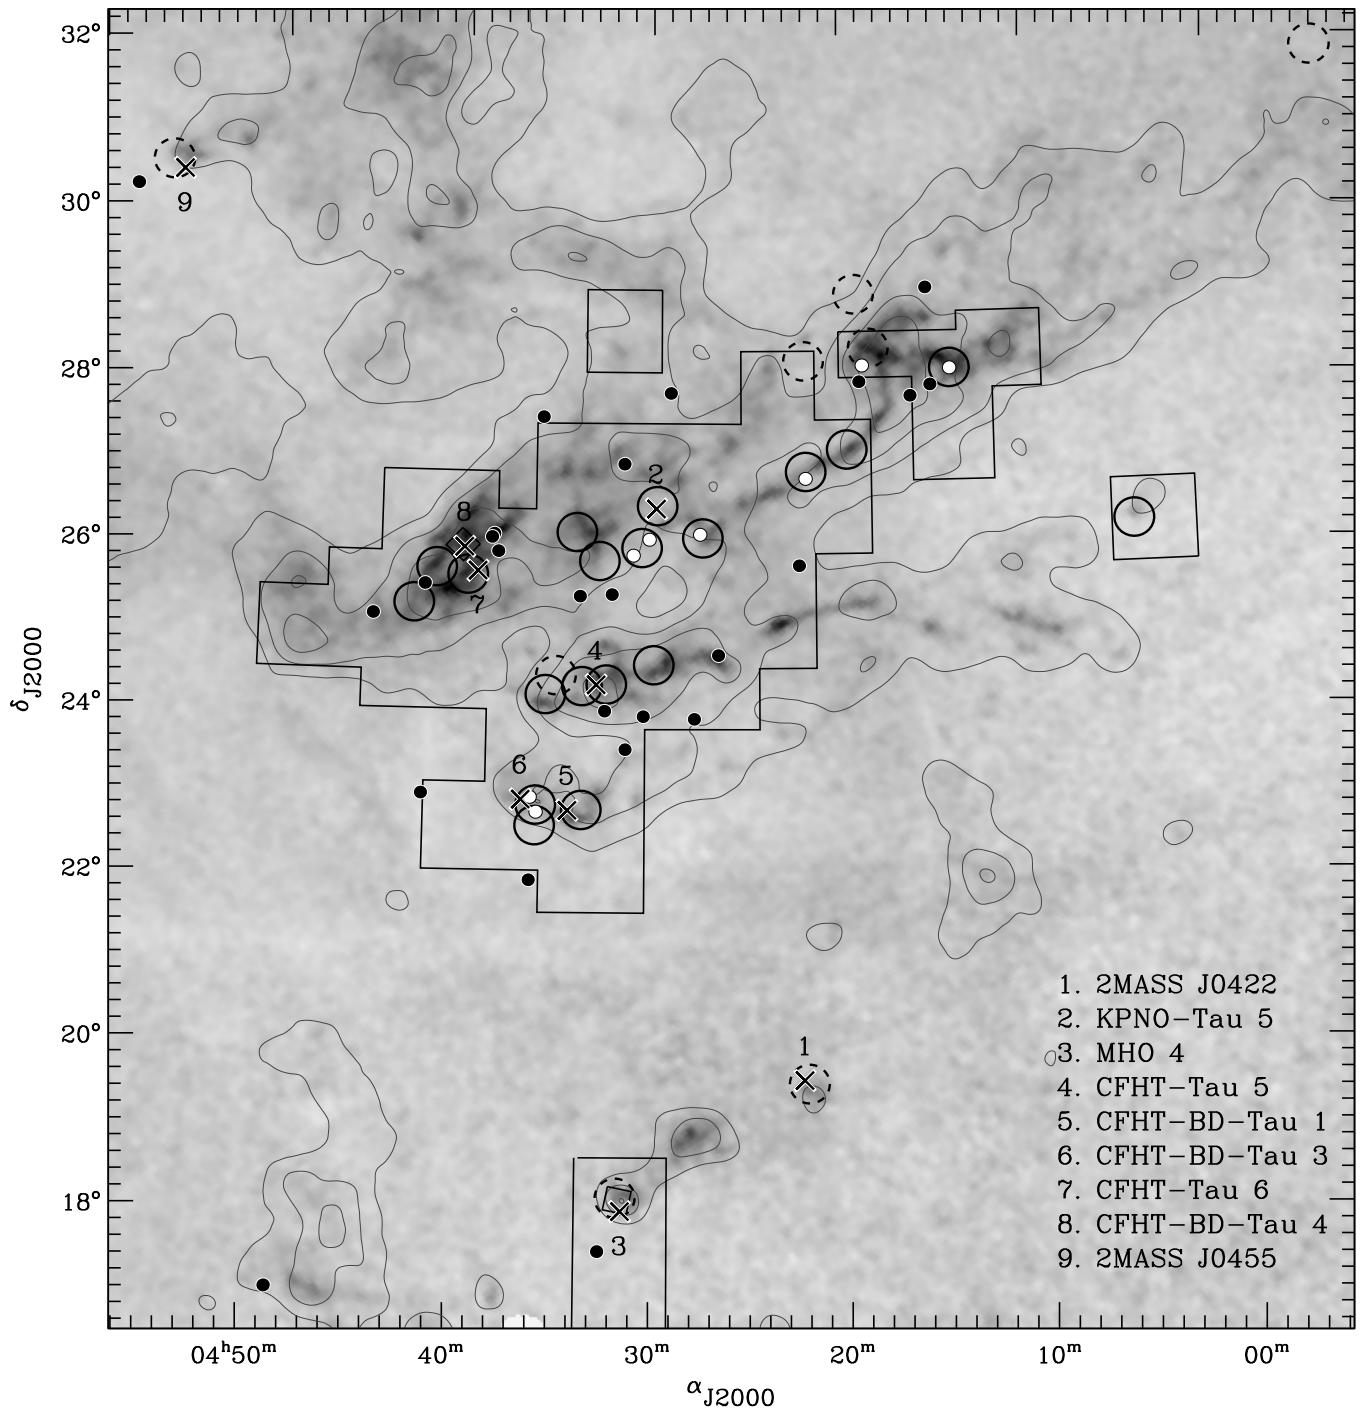 32°
30°
9
28°
2
8
26°
7
4
δJ2000
24°
6
5
22°
1. 2MASS J0422
2. KPNO-Tau 5
1
3. MHO 4
20°
4. CFHT-Tau 5
5. CFHT-BD-Tau 1
6. CFHT-BD-Tau 3
18°
7. CFHT-Tau 6
8. CFHT-BD-Tau 4
3
9. 2MASS J0455
04ʰ50ᵐ 40ᵐ 30ᵐ 20ᵐ 10ᵐ 00ᵐ
αJ2000